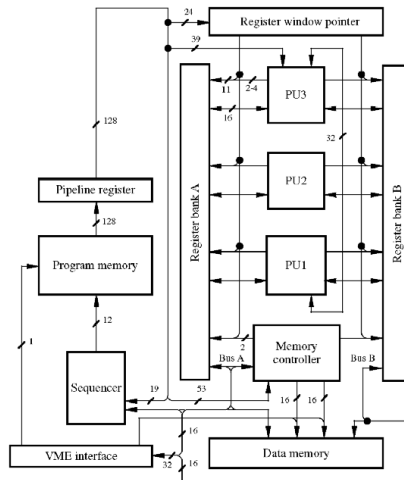 24
Register window pointer
39
11
2-4
PU3
16
128
32
Pipeline register
PU2
128
Register bank A
Register bank B
Program memory
PU1
12
1
2
Memory
controller
Bus A
Bus B
Sequencer
19
53
16
16
16
VME interface
32
16
Data memory